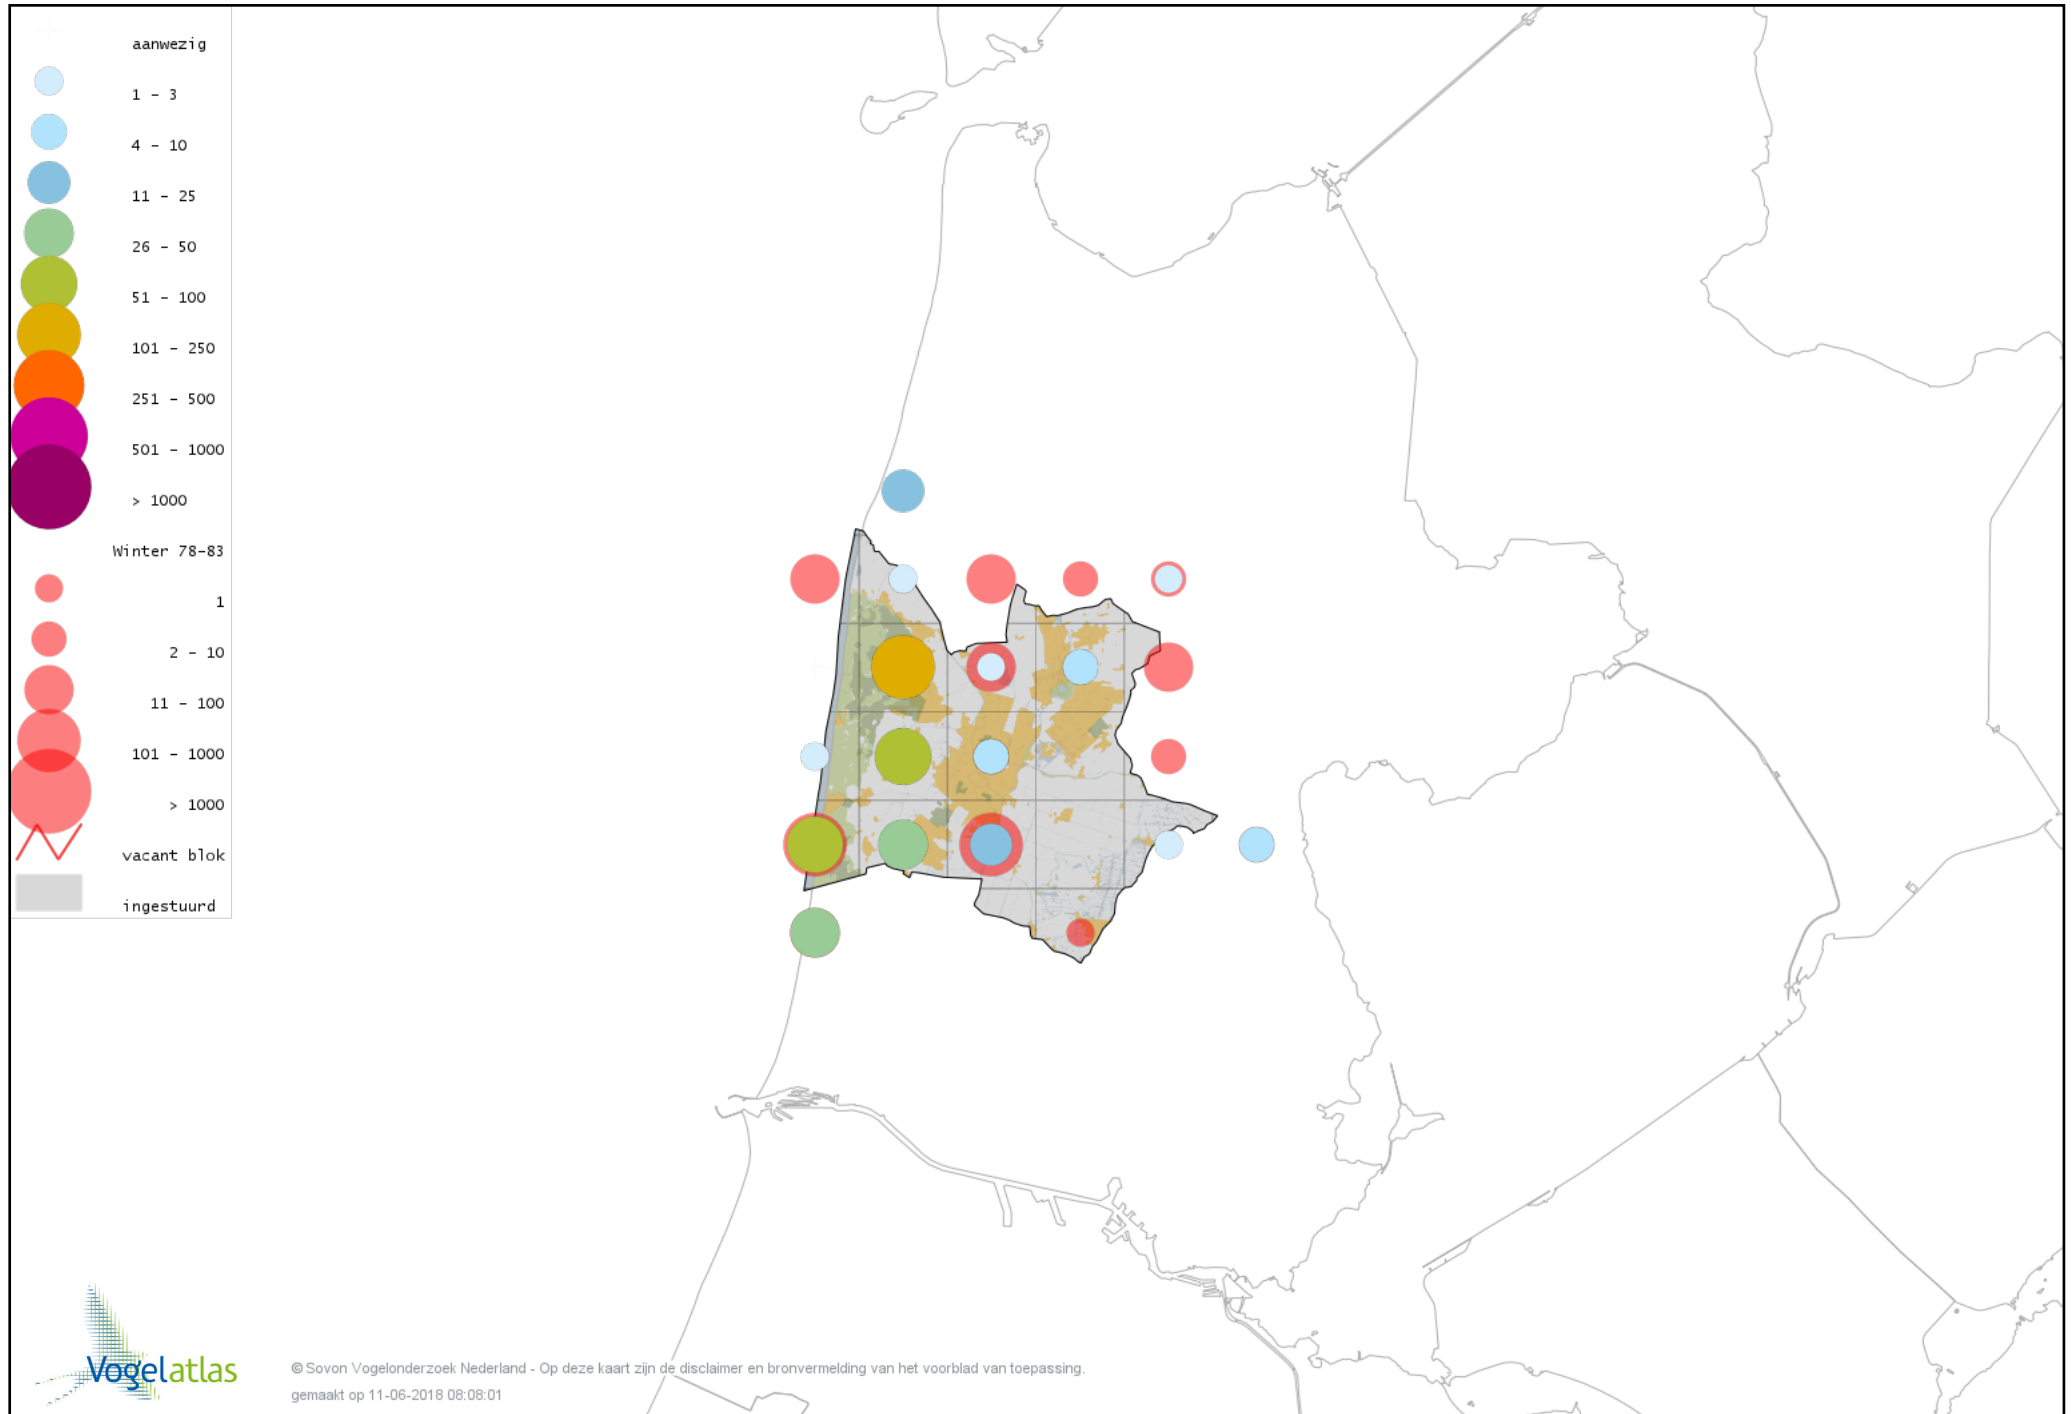 aanwezig
1 - 3
4 - 10
11 - 25
26 - 50
51 - 100
101 - 250
251 - 500
501 - 1000
> 1000
Winter 78-83
1
2 - 10
11 - 100
101 - 1000
> 1000
vacant blok
ingestuurd
Vogelatlas
© Sovon Vogelonderzoek Nederland - Op deze kaart zijn de disclaimer en bronvermelding van het voorblad van toepassing.
gemaakt op 11-06-2018 08:08:01